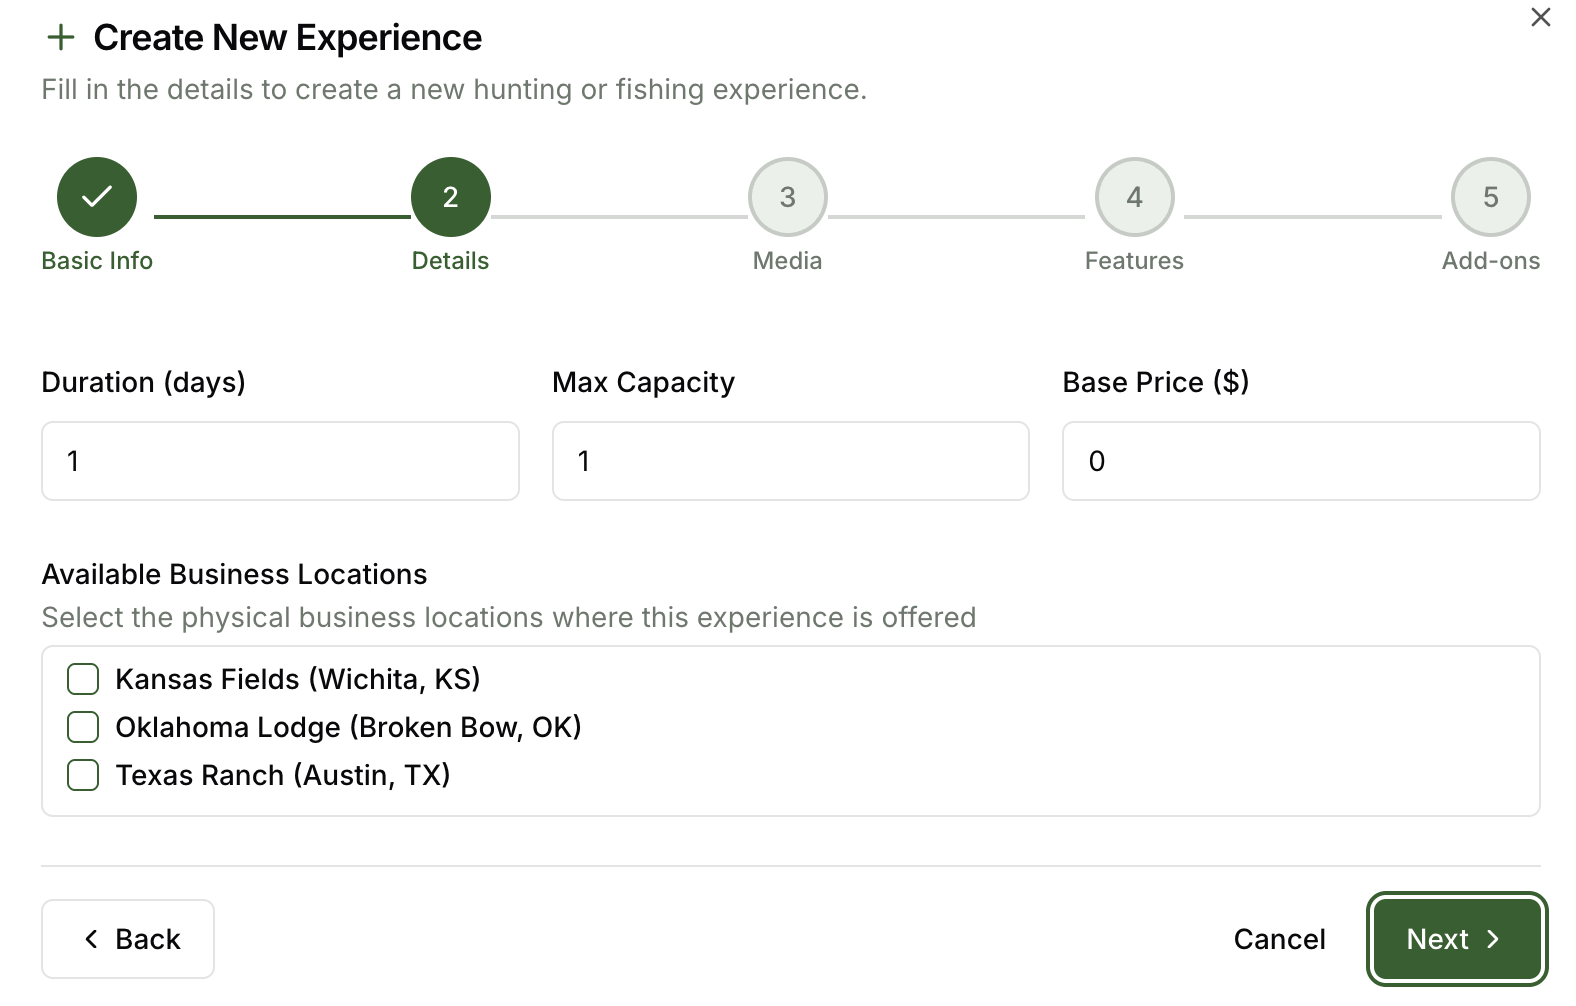 Create New Experience
Fill in the details to create a new hunting or fishing experience.
2
3
4
5
Basic Info
Details
Media
Features
Add-ons
Duration (days)
Max Capacity
Base Price ($)
1
1
0
Available Business Locations
Select the physical business locations where this experience is offered
Kansas Fields (Wichita, KS)
Oklahoma Lodge (Broken Bow, OK)
Texas Ranch (Austin, TX)
Back
Cancel
Next